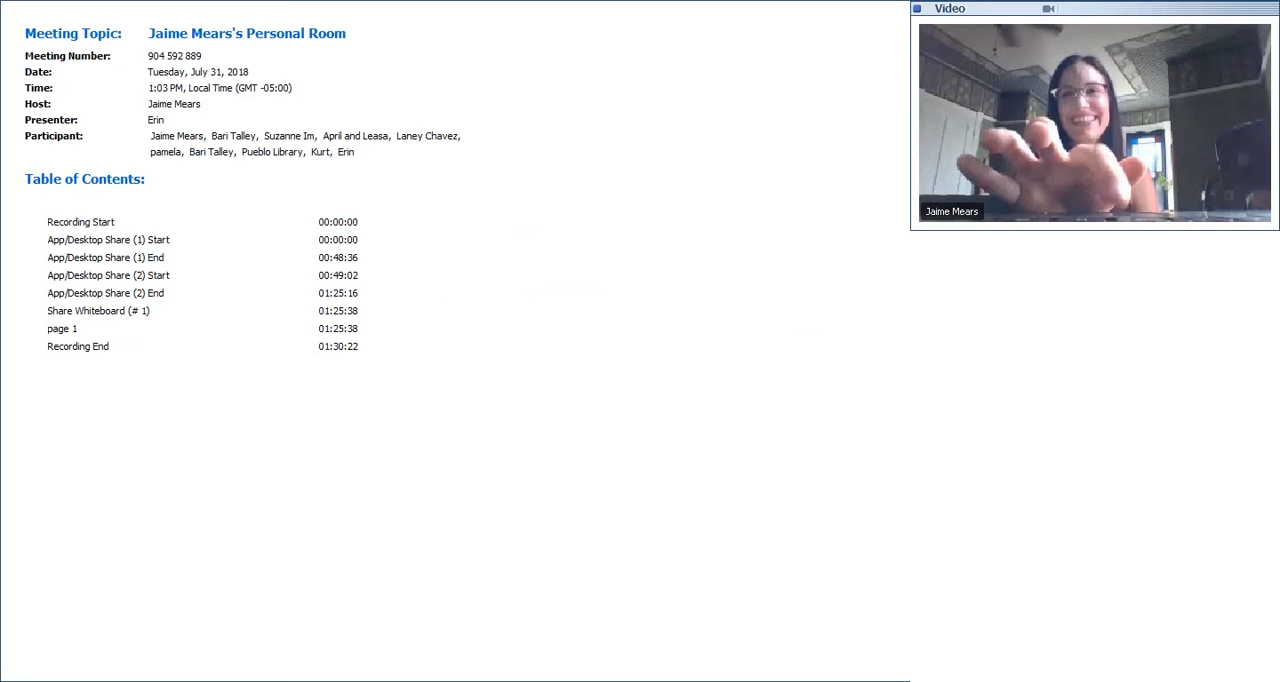 Meeting Topic: Jaime Mears's Personal Room
Meeting Number: 904 592 889
Date: Tuesday, July 31, 2018
Time: 1:03 PM, Local Time (GMT -05:00)
Host: Jaime Mears
Presenter: Erin
Participant: Jaime Mears, Bari Talley, Suzanne Im, April and Leasa, Laney Chavez,
pamela, Bari Talley, Pueblo Library, Kurt, Erin
Table of Contents:
Recording Start 00:00:00
App/Desktop Share (1) Start 00:00:00
App/Desktop Share (1) End 00:48:36
App/Desktop Share (2) Start 00:49:02
App/Desktop Share (2) End 01:25:16
Share Whiteboard (# 1) 01:25:38
page 1 01:25:38
Recording End 01:30:22
Video
Jaime Mears